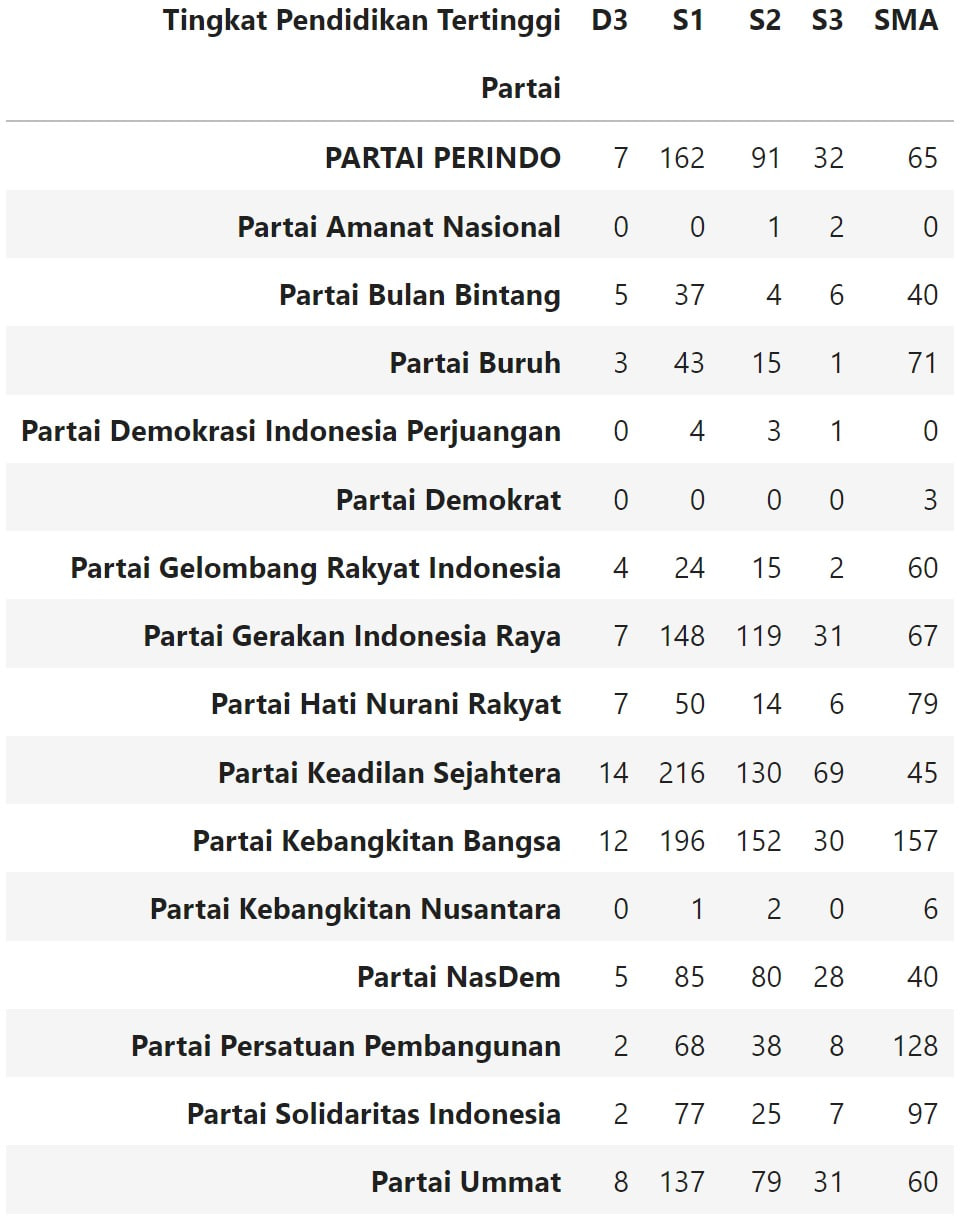 Tingkat Pendidikan Tertinggi D3 S1 S2 S3 SMA
Partai
PARTAI PERINDO 7 162 91 32 65
Partai Amanat Nasional 0 0 1 2 0
Partai Bulan Bintang 5 37 4 6 40
Partai Buruh 3 43 15 1 71
Partai Demokrasi Indonesia Perjuangan 0 4 3 1 0
Partai Demokrat 0 0 0 0 3
Partai Gelombang Rakyat Indonesia 4 24 15 2 60
Partai Gerakan Indonesia Raya 7 148 119 31 67
Partai Hati Nurani Rakyat 7 50 14 6 79
Partai Keadilan Sejahtera 14 216 130 69 45
Partai Kebangkitan Bangsa 12 196 152 30 157
Partai Kebangkitan Nusantara 0 1 2 0 6
Partai NasDem 5 85 80 28 40
Partai Persatuan Pembangunan 2 68 38 8 128
Partai Solidaritas Indonesia 2 77 25 7 97
Partai Ummat 8 137 79 31 60